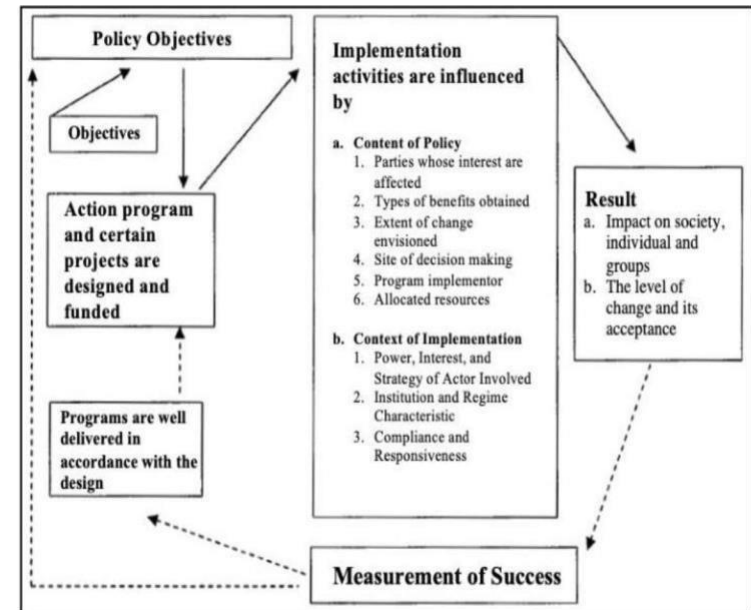 Policy Objectives
Objectives
Action program
and certain
projects are
designed and
funded
Programs are well
delivered in
accordance with the
design
Implementation
activities are influenced
by
a. Content of Policy
1. Parties whose interest are
affected
2. Types of benefits obtained
3. Extent of change
envisioned
4. Site of decision making
5. Program implementor
6. Allocated resources
b. Context of Implementation
1. Power, Interest, and
Strategy of Actor Involved
2. Institution and Regime
Characteristic
3. Compliance and
Responsiveness
Result
a. Impact on society,
individual and
groups
b. The level of
change and its
acceptance
Measurement of Success